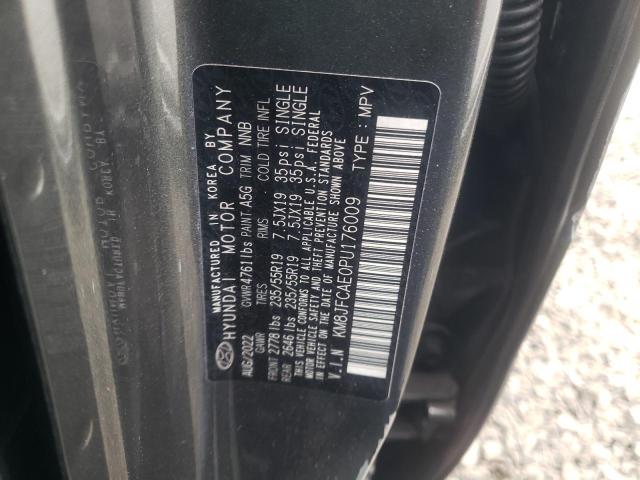 MANUFACTURED IN KOREA BY
HYUNDAI MOTOR COMPANY
AUG/2022 GVWR4761lbs PAINT A5G TRIM NNB
GAWR TIRES RIMS COLD TIRE INFL
FRONT 2778 lbs 235/55R19 7.5JX19 35psi SINGLE
REAR 2646 lbs 235/55R19 7.5JX19 35psi SINGLE
THIS VEHICLE CONFORMS TO ALL APPLICABLE U.S.A. FEDERAL
MOTOR VEHICLE SAFETY, BUMPER, AND THEFT PREVENTION STANDARDS
IN EFFECT ON THE DATE OF MANUFACTURE SHOWN ABOVE
V.I.N KM8JFCAE0PU176009 TYPE : MPV